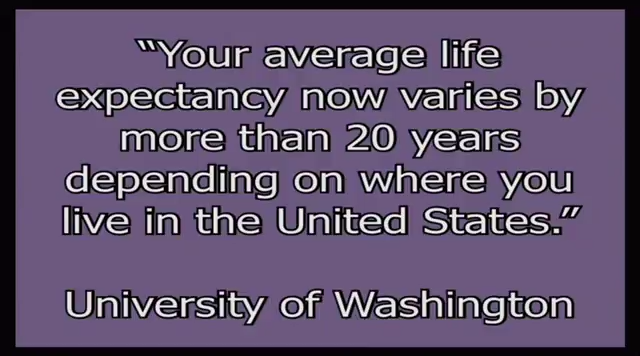 “Your average life
expectancy now varies by
more than 20 years
depending on where you
live in the United States.”
University of Washington